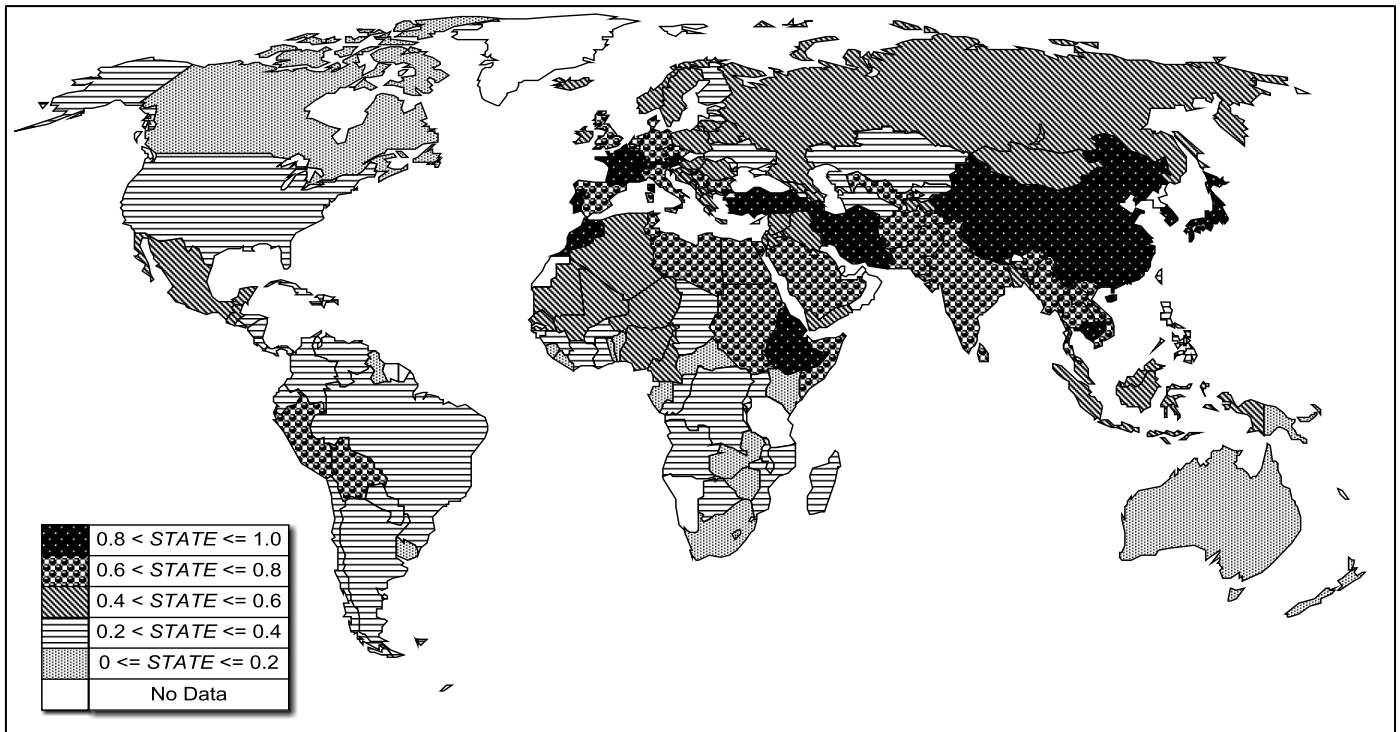 0.8 < STATE <= 1.0
0.6 < STATE <= 0.8
0.4 < STATE <= 0.6
0.2 < STATE <= 0.4
0 <= STATE <= 0.2
No Data